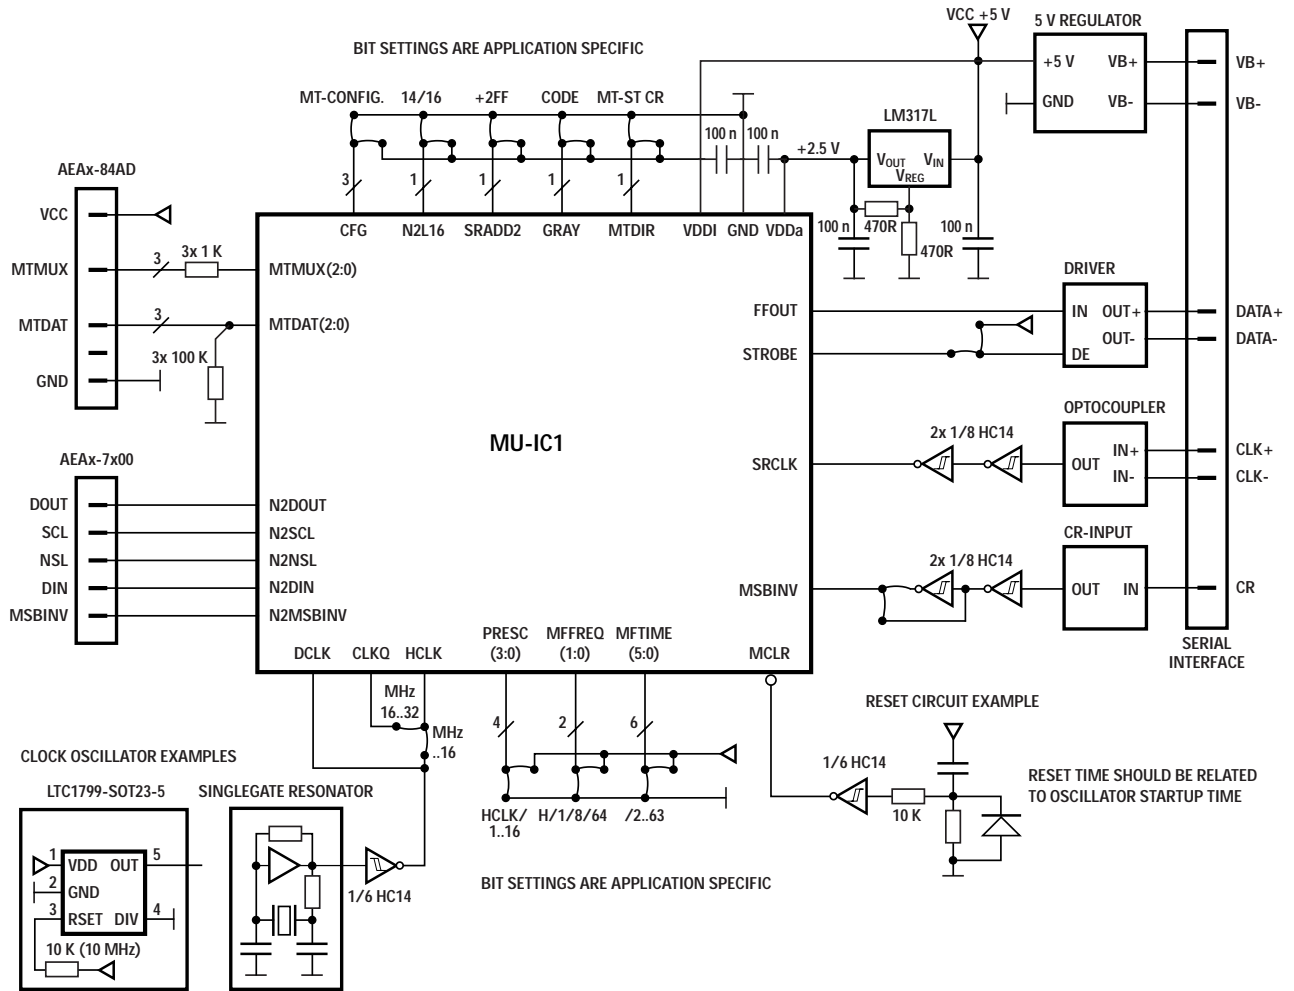 VCC +5 V
5 V REGULATOR
BIT SETTINGS ARE APPLICATION SPECIFIC
+5 V
VB+
VB+
GND
VB-
VB-
MT-CONFIG.
14/16
+2FF
CODE
MT-ST CR
100 n
100 n
+2.5 V
LM317L
VOUT
VIN
VREG
AEAx-84AD
3
1
1
1
1
VCC
CFG
N2L16
SRADD2
GRAY
MTDIR
VDDI
GND
VDDa
100 n
470R
470R
100 n
3x 1 K
MTMUX
3
MTMUX(2:0)
MTDAT
3
MTDAT(2:0)
3x 100 K
GND
DRIVER
FFOUT
IN
OUT+
DATA+
OUT-
DATA-
STROBE
DE
OPTOCOUPLER
MU-IC1
2x 1/8 HC14
IN+
CLK+
SRCLK
OUT
IN-
CLK-
AEAx-7x00
DOUT
N2DOUT
SCL
N2SCL
NSL
N2NSL
DIN
N2DIN
MSBINV
N2MSBINV
CR-INPUT
2x 1/8 HC14
MSBINV
OUT
IN
CR
SERIAL
INTERFACE
DCLK
CLKQ
HCLK
PRESC
(3:0)
MFFREQ
(1:0)
MFTIME
(5:0)
MCLR
MHz
16..32
MHz
..16
4
2
6
HCLK/
1..16
H/1/8/64
/2..63
BIT SETTINGS ARE APPLICATION SPECIFIC
RESET CIRCUIT EXAMPLE
1/6 HC14
10 K
RESET TIME SHOULD BE RELATED
TO OSCILLATOR STARTUP TIME
CLOCK OSCILLATOR EXAMPLES
LTC1799-SOT23-5
SINGLEGATE RESONATOR
1
VDD
OUT
5
2
GND
3
RSET
DIV
4
10 K (10 MHz)
1/6 HC14